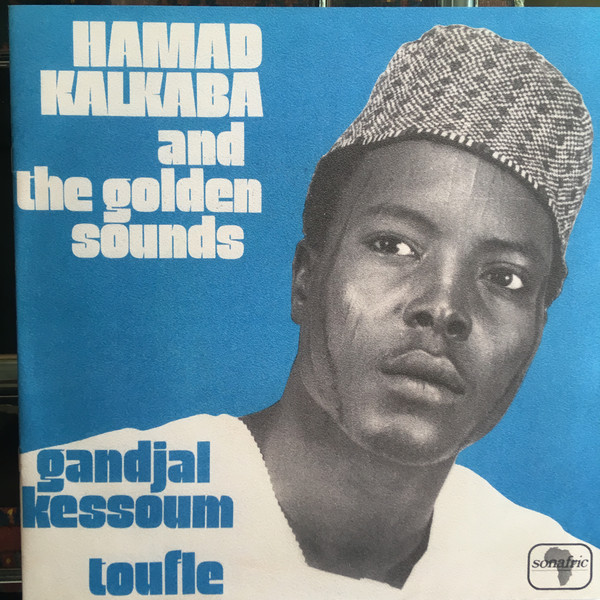 HAMAD
KALKABA
and
the golden
sounds
gandjal
kessoum
toufle
sonafric